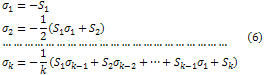 σ₁ = −S₁
σ₂ = −1/2 (S₁σ₁ + S₂)
……………………………………………… (6)
σₖ = −1/k (S₁σₖ₋₁ + S₂σₖ₋₂ + ⋯ + Sₖ₋₁σ₁ + Sₖ)